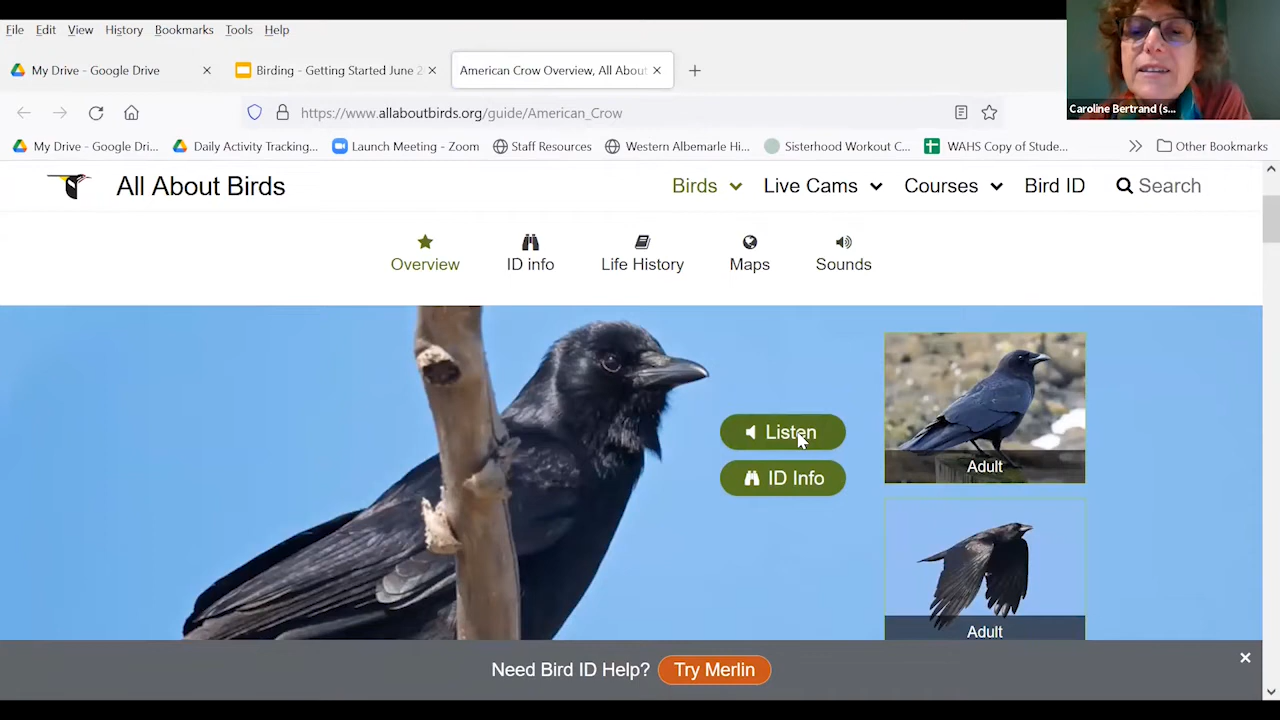 File Edit View History Bookmarks Tools Help
My Drive - Google Drive
Birding - Getting Started June 2
American Crow Overview, All About
https://www.allaboutbirds.org/guide/American_Crow
My Drive - Google Dri...
Daily Activity Tracking...
Launch Meeting - Zoom
Staff Resources
Western Albemarle Hi...
Sisterhood Workout C...
WAHS Copy of Stude...
Other Bookmarks
Caroline Bertrand (s...
All About Birds
Birds
Live Cams
Courses
Bird ID
Search
Overview
ID info
Life History
Maps
Sounds
Listen
ID Info
Adult
Adult
Need Bird ID Help? Try Merlin